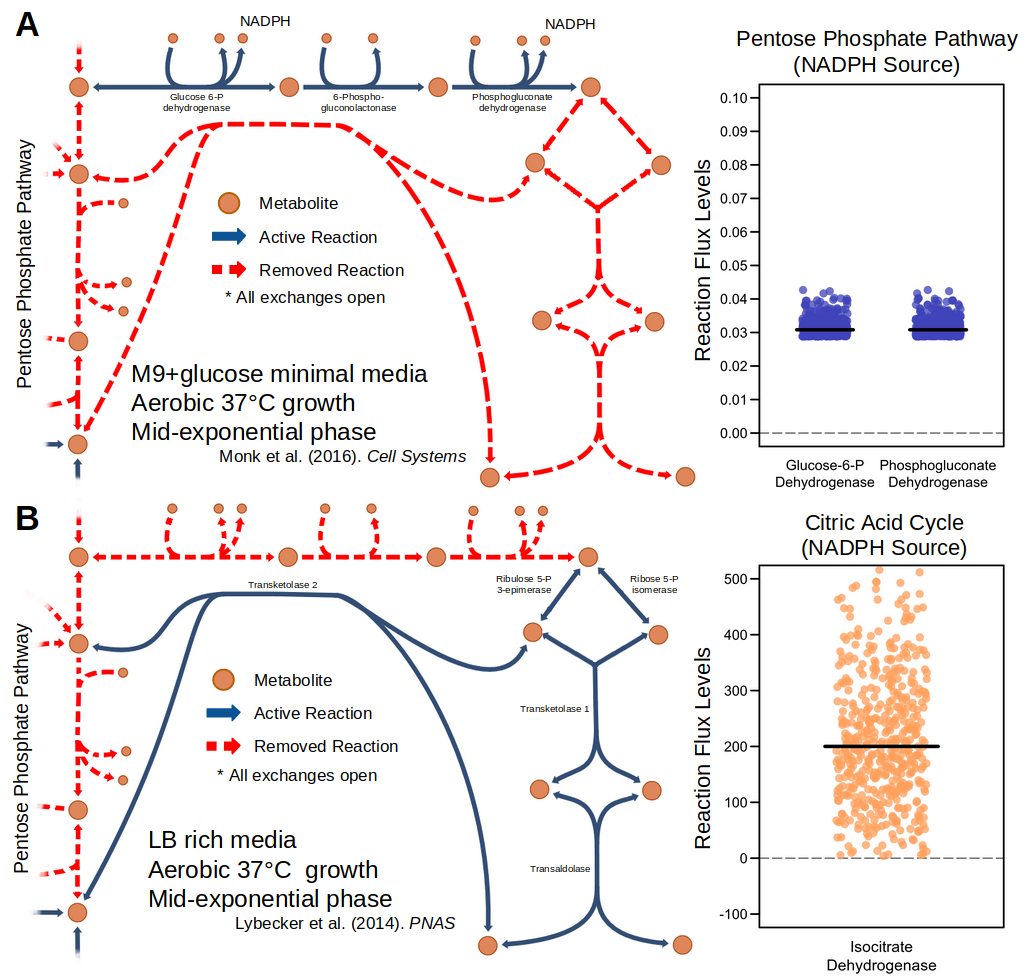 A
NADPH
NADPH
Glucose 6-P
dehydrogenase
6-Phospho-
gluconolactonase
Phosphogluconate
dehydrogenase
Pentose Phosphate Pathway
Metabolite
Active Reaction
Removed Reaction
* All exchanges open
M9+glucose minimal media
Aerobic 37°C growth
Mid-exponential phase
Monk et al. (2016). Cell Systems
Pentose Phosphate Pathway
(NADPH Source)
Reaction Flux Levels
0.10
0.09
0.08
0.07
0.06
0.05
0.04
0.03
0.02
0.01
0.00
Glucose-6-P
Dehydrogenase
Phosphogluconate
Dehydrogenase
B
Transketolase 2
Ribulose 5-P
3-epimerase
Ribose 5-P
isomerase
Pentose Phosphate Pathway
Metabolite
Active Reaction
Removed Reaction
* All exchanges open
Transketolase 1
Transaldolase
LB rich media
Aerobic 37°C growth
Mid-exponential phase
Lybecker et al. (2014). PNAS
Citric Acid Cycle
(NADPH Source)
Reaction Flux Levels
500
400
300
200
100
0
-100
Isocitrate
Dehydrogenase